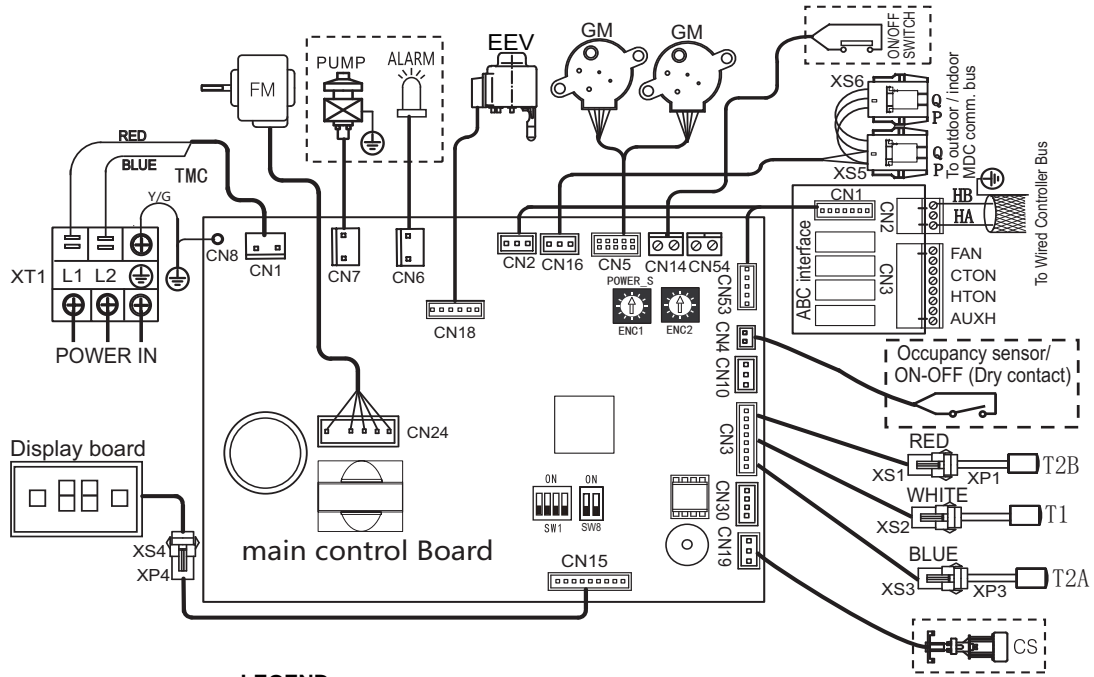 PUMP
ALARM
EEV
GM
GM
ON/OFF
SWITCH
FM
XS6
Q
P
XS5
Q
P
To outdoor / indoor
MDC comm. bus
RED
BLUE
TMC
Y/G
XT1
L1
L2
POWER IN
CN8
CN1
CN7
CN6
CN18
CN2
CN16
CN5
CN14
CN54
CN53
POWER_S
ENC1
ENC2
CN1
CN2
CN3
ABC interface
HB
HA
To Wired Controller Bus
FAN
CTON
HTON
AUXH
CN4
CN10
Occupancy sensor/
ON-OFF (Dry contact)
CN24
CN3
RED
XS1
XP1
T2B
WHITE
XS2
T1
BLUE
XS3
XP3
T2A
CN30
CN19
CS
Display board
XS4
XP4
ON
SW1
ON
SW8
main control Board
CN15